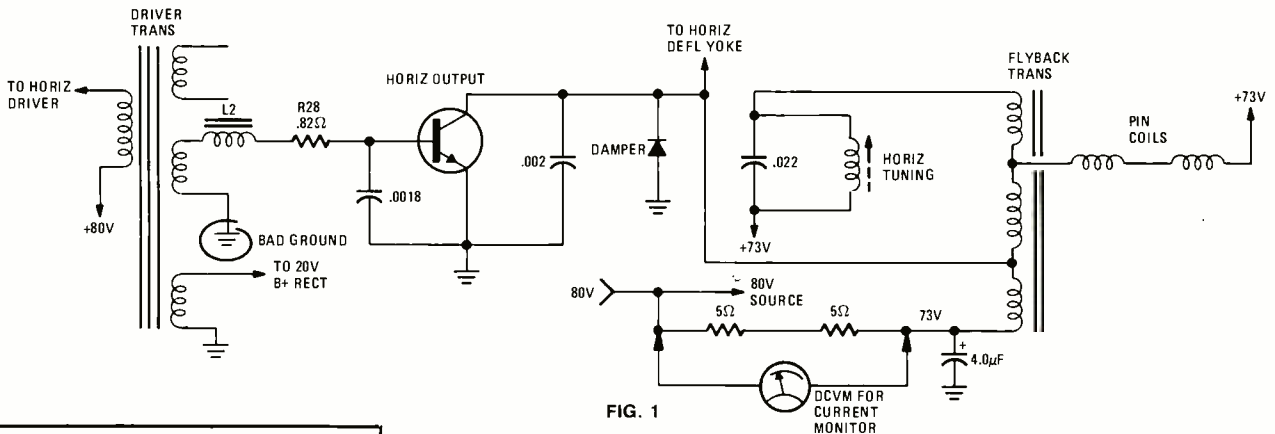 DRIVER
TRANS
TO HORIZ
DRIVER
+80V
L2
R28
.82Ω
BAD GROUND
TO 20V
B+ RECT
HORIZ OUTPUT
.0018
.002
DAMPER
TO HORIZ
DEFL YOKE
.022
HORIZ
TUNING
+73V
FLYBACK
TRANS
PIN
COILS
+73V
80V
80V
SOURCE
5Ω
5Ω
73V
+
4.0μF
DCVM FOR
CURRENT
MONITOR
FIG. 1